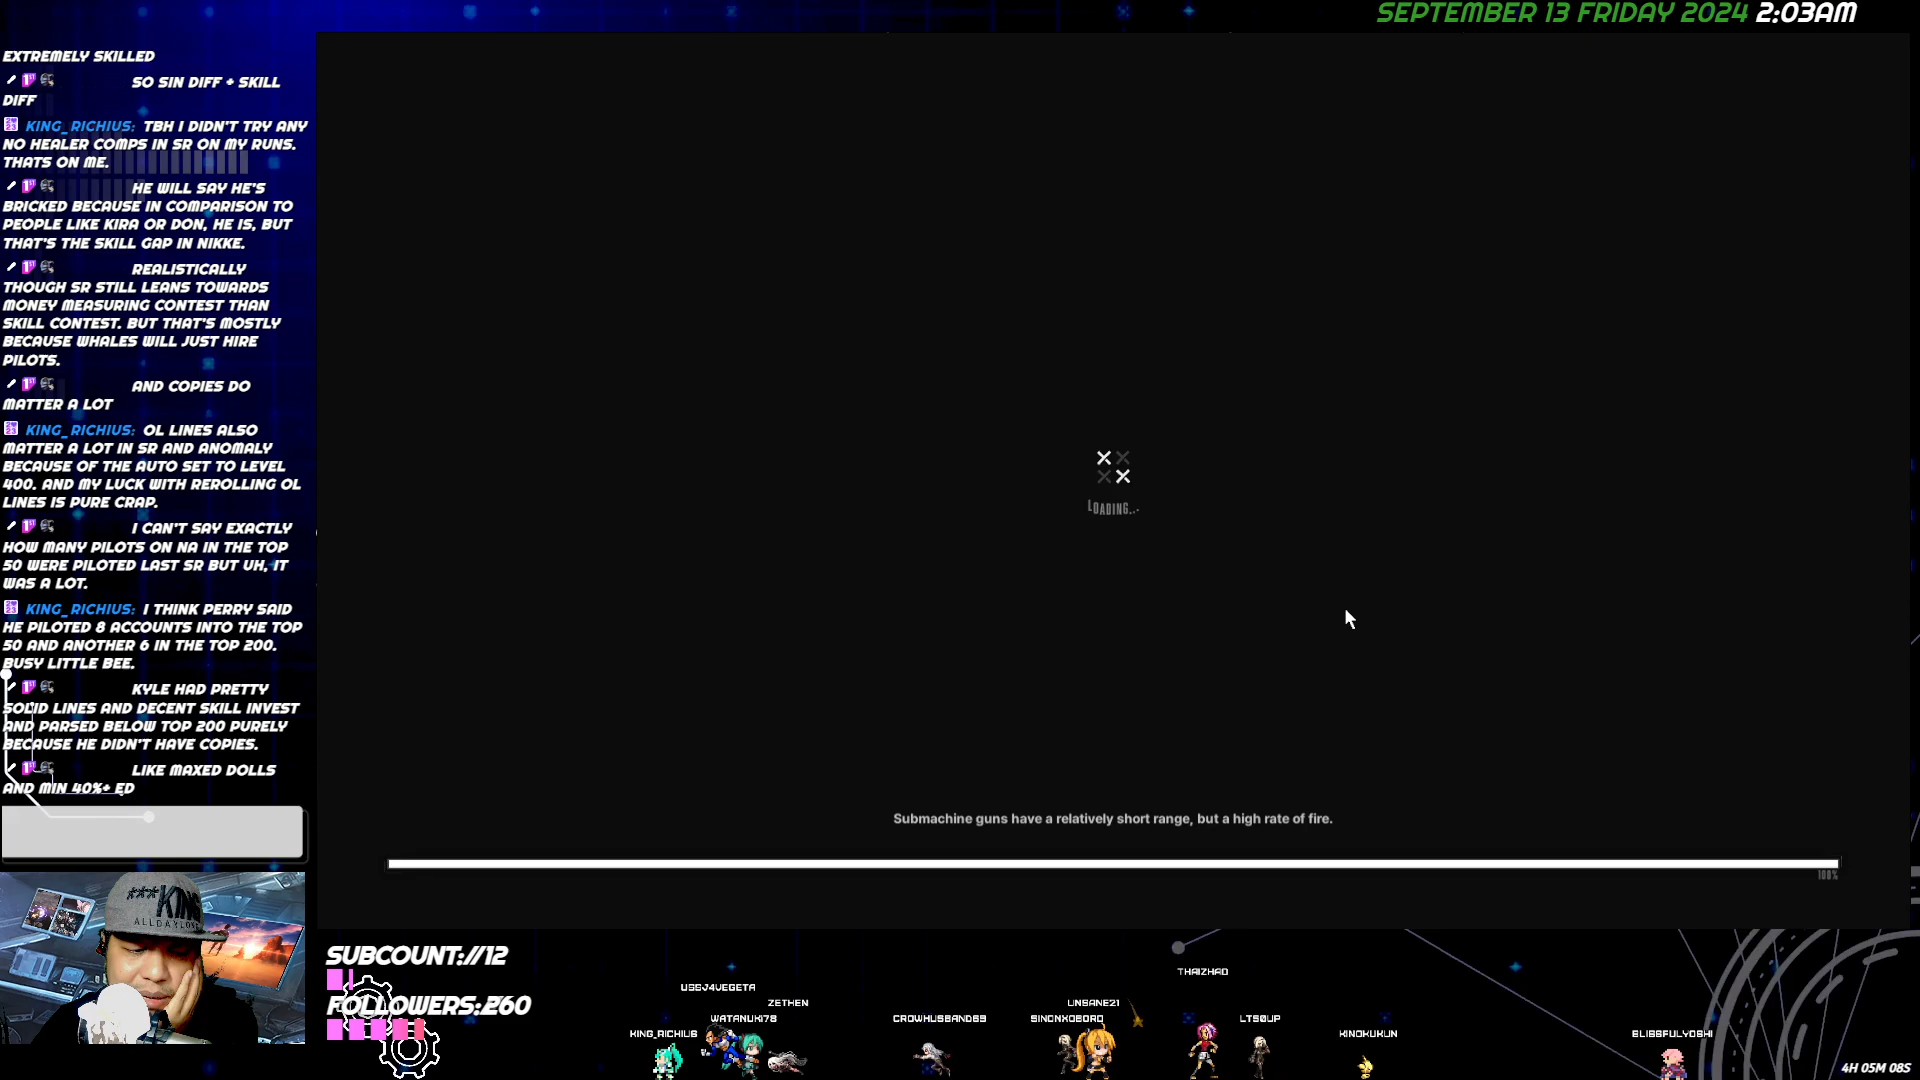 SEPTEMBER 13 FRIDAY 2024 2:03AM
EXTREMELY SKILLED
SO SIN DIFF + SKILL
DIFF
KING_RICHIUS: TBH I DIDN'T TRY ANY
NO HEALER COMPS IN SR ON MY RUNS.
THATS ON ME.
HE WILL SAY HE'S
BRICKED BECAUSE IN COMPARISON TO
PEOPLE LIKE KIRA OR DON, HE IS, BUT
THAT'S THE SKILL GAP IN NIKKE.
REALISTICALLY
THOUGH SR STILL LEANS TOWARDS
MONEY MEASURING CONTEST THAN
SKILL CONTEST. BUT THAT'S MOSTLY
BECAUSE WHALES WILL JUST HIRE
PILOTS.
AND COPIES DO
MATTER A LOT
KING_RICHIUS: OL LINES ALSO
MATTER A LOT IN SR AND ANOMALY
BECAUSE OF THE AUTO SET TO LEVEL
400. AND MY LUCK WITH REROLLING OL
LINES IS PURE CRAP.
I CAN'T SAY EXACTLY
HOW MANY PILOTS ON NA IN THE TOP
50 WERE PILOTED LAST SR BUT UH, IT
WAS A LOT.
KING_RICHIUS: I THINK PERRY SAID
HE PILOTED 8 ACCOUNTS INTO THE TOP
50 AND ANOTHER 6 IN THE TOP 200.
BUSY LITTLE BEE.
KYLE HAD PRETTY
SOLID LINES AND DECENT SKILL INVEST
AND PARSED BELOW TOP 200 PURELY
BECAUSE HE DIDN'T HAVE COPIES.
LIKE MAXED DOLLS
AND MIN 40%+ ED
LOADING...
Submachine guns have a relatively short range, but a high rate of fire.
100%
***KING
ALLDAY
SUBCOUNT://12
FOLLOWERS:
THAIZHAO
USSJ4VEGETA
ZETHEN
UNSANE21
WATANUKI78
CROWHUSBAND69
SINONXOBORO
LTSOUP
KING_RICHIUS
KINOKUKUN
BLISSFULYOSHI
4H 05M 08S